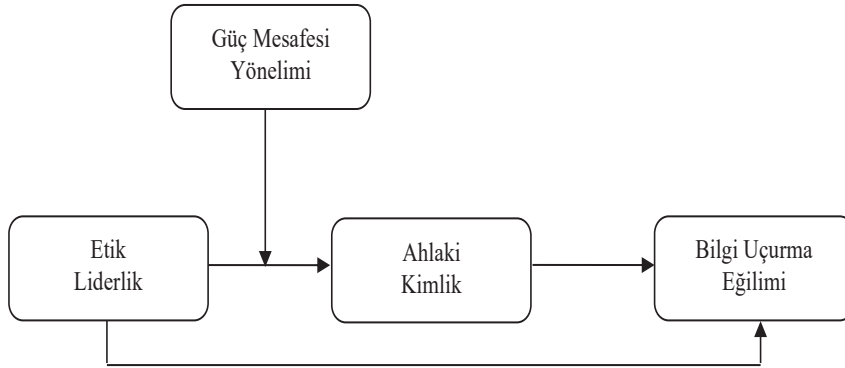 Güç Mesafesi
Yönelimi
Etik
Liderlik
Ahlaki
Kimlik
Bilgi Uçurma
Eğilimi